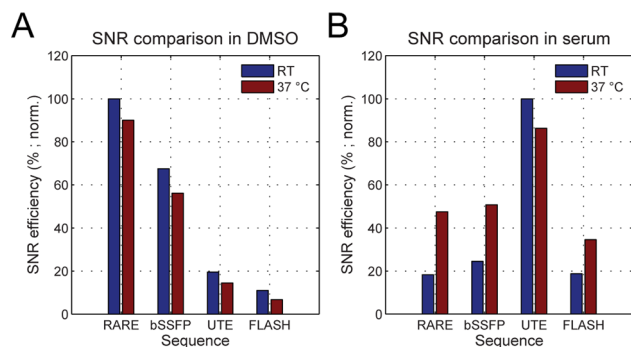 A
SNR comparison in DMSO
RT
37 °C
SNR efficiency (% ; norm.)
120
100
80
60
40
20
0
RARE bSSFP UTE FLASH
Sequence
B
SNR comparison in serum
RT
37 °C
SNR efficiency (% ; norm.)
120
100
80
60
40
20
0
RARE bSSFP UTE FLASH
Sequence